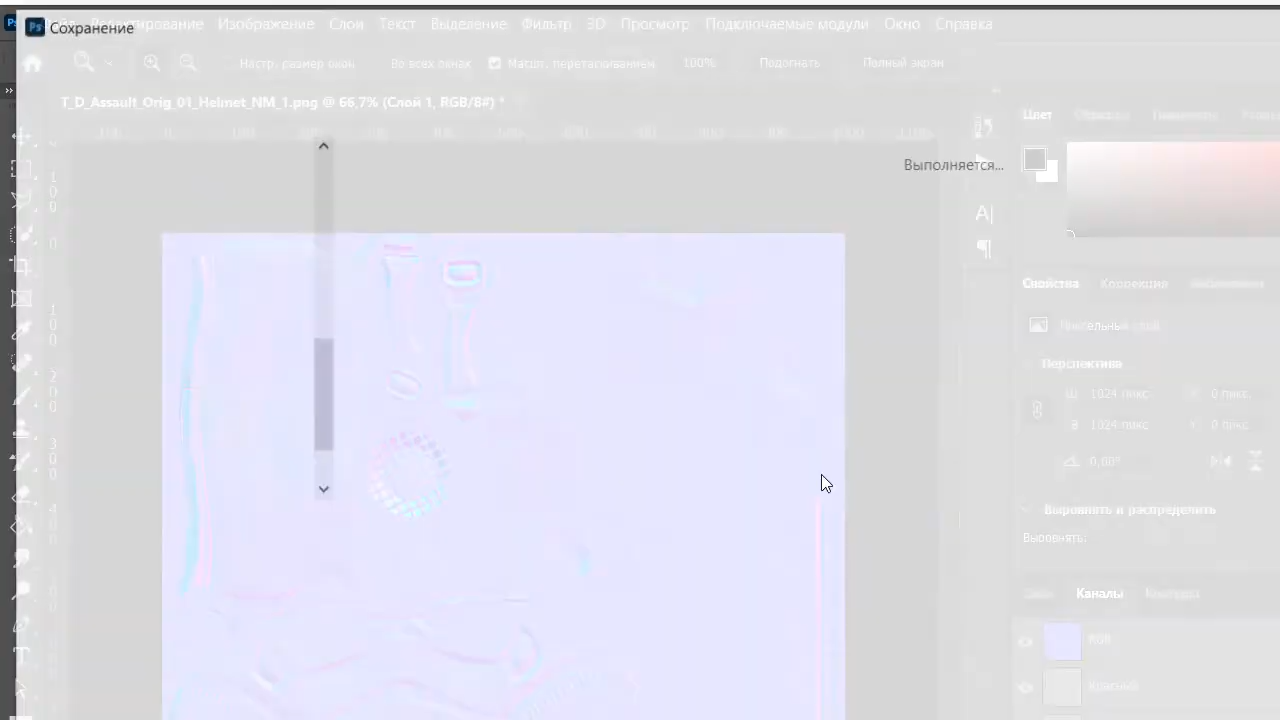 Сохранение
Редактирование Изображение Слои Текст Выделение Фильтр 3D Просмотр Подключаемые модули Окно Справка
Настр. размер окон Во всех окнах Масшт. перетаскиванием 100% Подогнать Полный экран
T_D_Assault_Orig_01_Helmet_NM_1.png @ 66,7% (Слой 1, RGB/8#) *
Цвет
Выполняется...
Свойства Коррекция
Пиксельный слой
Перспектива
Ш 1024 пикс. 0 пикс.
В 1024 пикс 0 пикс.
0,00°
Выровнять и распределить
Выровнять:
Слои Каналы Контуры
RGB
Красный